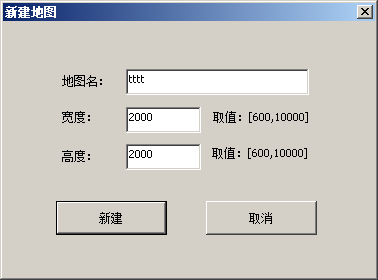 新建地图
地图名： tttt
宽度： 2000 取值：[600,10000]
高度： 2000 取值：[600,10000]
新建 取消